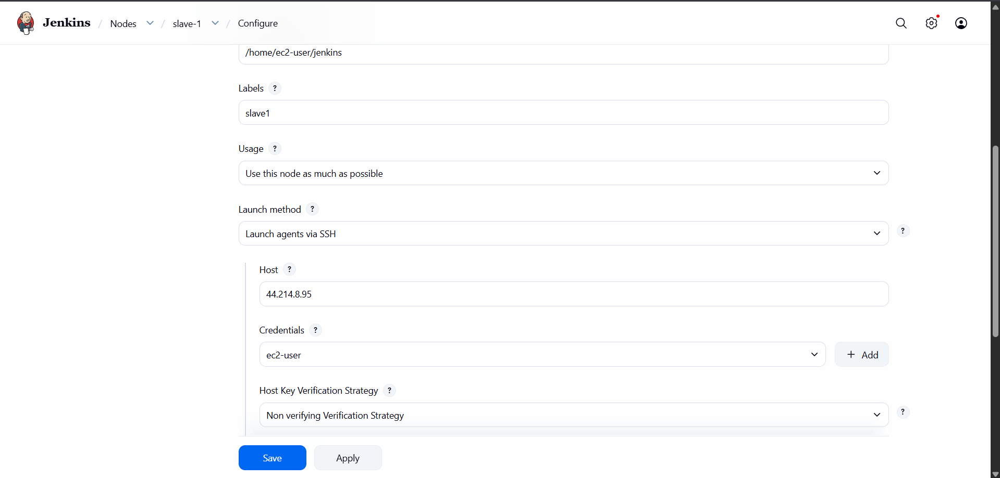 Jenkins / Nodes / slave-1 / Configure
/home/ec2-user/jenkins
Labels ?
slave1
Usage ?
Use this node as much as possible
Launch method ?
Launch agents via SSH
?
Host ?
44.214.8.95
Credentials ?
ec2-user
+ Add
Host Key Verification Strategy ?
Non verifying Verification Strategy
?
Save
Apply